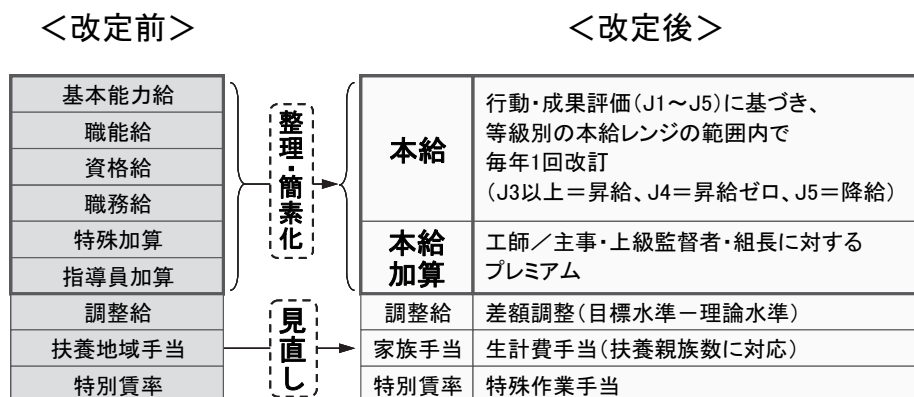 ＜改定前＞
＜改定後＞
基本能力給
職能給
資格給
職務給
特殊加算
指導員加算
調整給
扶養地域手当
特別賃率
整理・簡素化
見直し
本給
行動・成果評価（J1～J5）に基づき、
等級別の本給レンジの範囲内で
毎年1回改訂
（J3以上＝昇給、J4＝昇給ゼロ、J5＝降給）
本給
加算
工師／主事・上級監督者・組長に対する
プレミアム
調整給
差額調整（目標水準－理論水準）
家族手当
生計費手当（扶養親族数に対応）
特別賃率
特殊作業手当